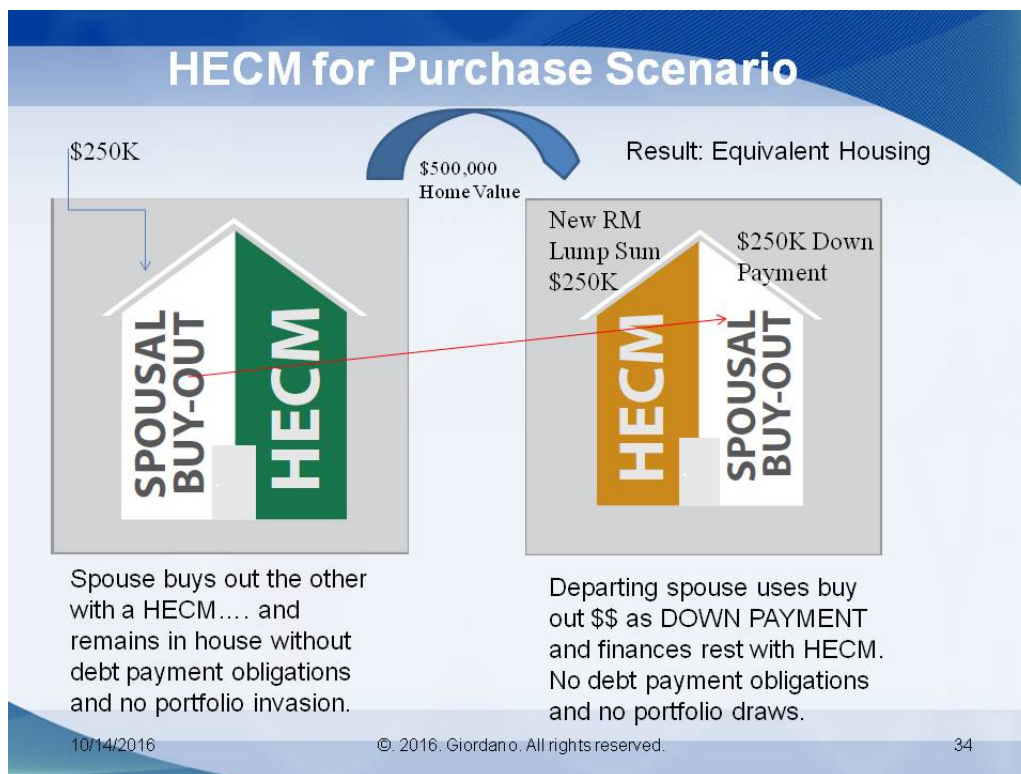 HECM for Purchase Scenario
$250K
$500,000
Home Value
Result: Equivalent Housing
SPOUSAL
BUY-OUT
HECM
New RM
Lump Sum
$250K
$250K Down
Payment
HECM
SPOUSAL
BUY-OUT
Spouse buys out the other
with a HECM.... and
remains in house without
debt payment obligations
and no portfolio invasion.
Departing spouse uses buy
out $$ as DOWN PAYMENT
and finances rest with HECM.
No debt payment obligations
and no portfolio draws.
10/14/2016
©. 2016. Giordano. All rights reserved.
34